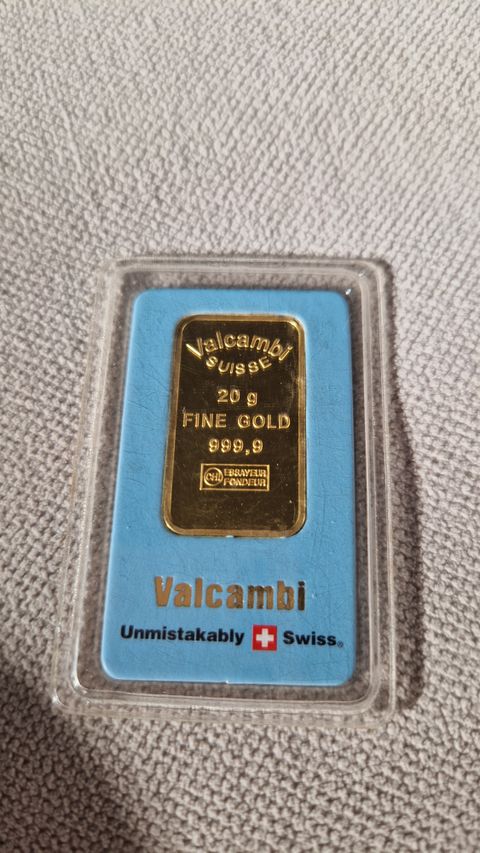 Valcambi
SUISSE
20 g
FINE GOLD
999,9
CHI ESSAYEUR
FONDEUR
Valcambi
Unmistakably Swiss®